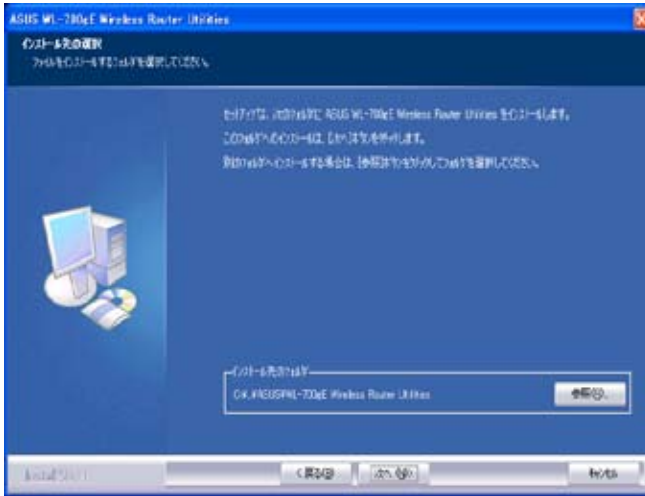 ASUS WL-700gE Wireless Router Utilities
インストール先の選択
ファイルをインストールするフォルダを選択してください。
セットアップは、次のフォルダに ASUS WL-700gE Wireless Router Utilities をインストールします。
このフォルダへのインストールは、[次へ]ボタンをクリックします。
別のフォルダへインストールする場合は、[参照]ボタンをクリックしてフォルダを選択してください。
インストール先のフォルダ
C:¥...¥ASUS¥WL-700gE Wireless Router Utilities
参照(R)...
InstallShield
< 戻る(B)
次へ(N) >
キャンセル